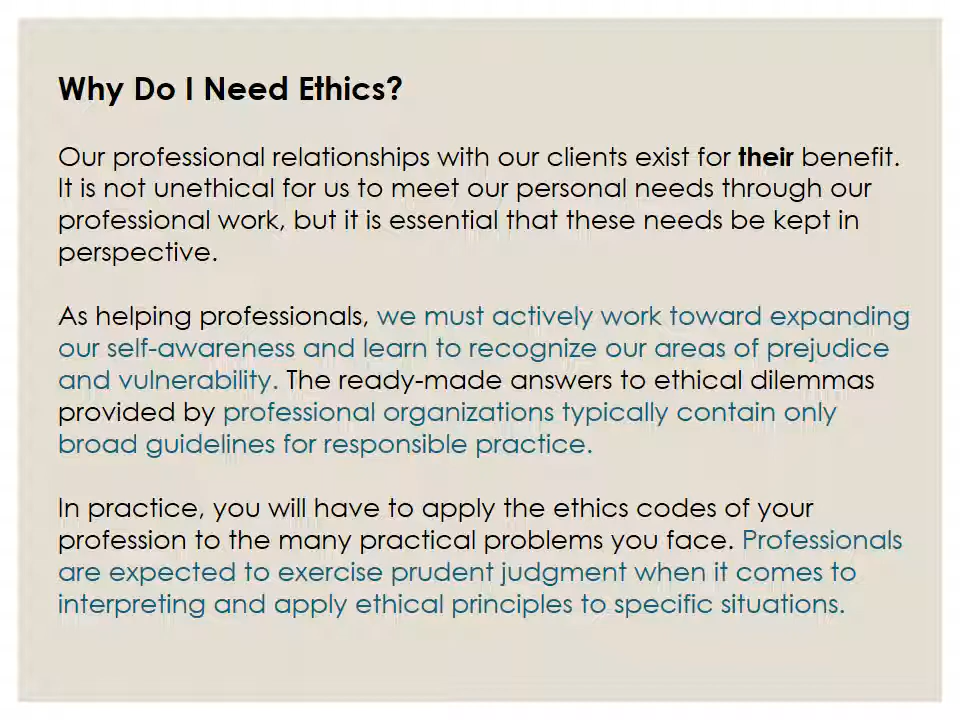 Why Do I Need Ethics?
Our professional relationships with our clients exist for their benefit.
It is not unethical for us to meet our personal needs through our
professional work, but it is essential that these needs be kept in
perspective.
As helping professionals, we must actively work toward expanding
our self-awareness and learn to recognize our areas of prejudice
and vulnerability. The ready-made answers to ethical dilemmas
provided by professional organizations typically contain only
broad guidelines for responsible practice.
In practice, you will have to apply the ethics codes of your
profession to the many practical problems you face. Professionals
are expected to exercise prudent judgment when it comes to
interpreting and apply ethical principles to specific situations.